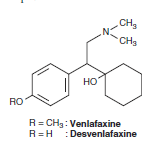 CH₃
N
CH₃
HO
RO
R = CH₃ : Venlafaxine
R = H : Desvenlafaxine